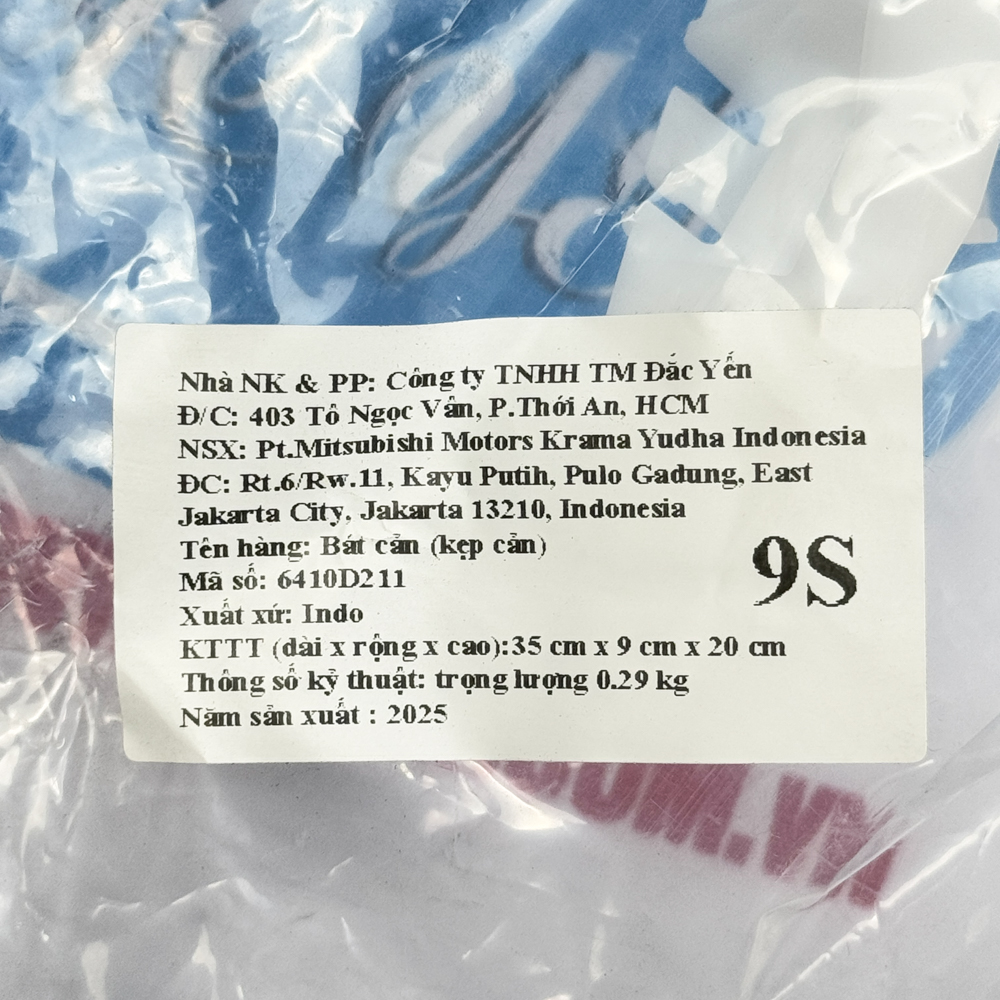 Nhà NK & PP: Công ty TNHH TM Đắc Yến
Đ/C: 403 Tô Ngọc Vân, P.Thới An, HCM
NSX: Pt.Mitsubishi Motors Krama Yudha Indonesia
ĐC: Rt.6/Rw.11, Kayu Putih, Pulo Gadung, East
Jakarta City, Jakarta 13210, Indonesia
Tên hàng: Bát cản (kẹp cản)
Mã số: 6410D211
Xuất xứ: Indo
KTTT (dài x rộng x cao):35 cm x 9 cm x 20 cm
Thông số kỹ thuật: trọng lượng 0.29 kg
Năm sản xuất : 2025
9S
.VN